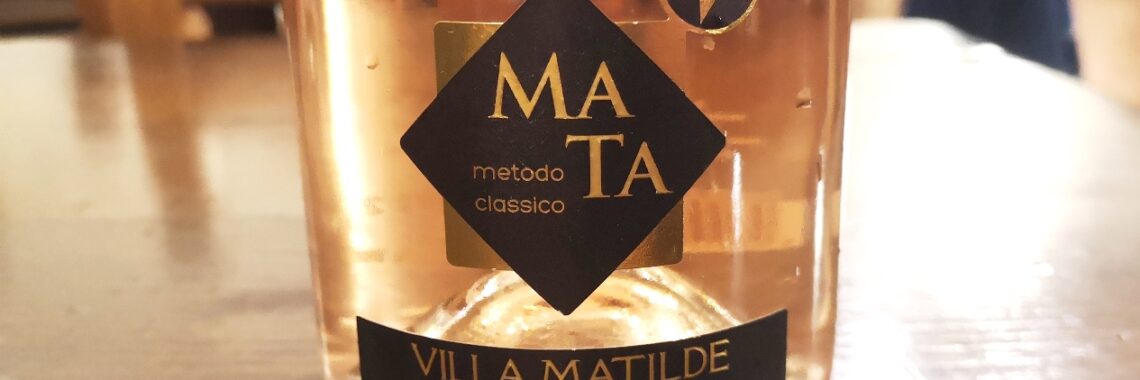 MA
TA
metodo
classico
VILLA MATILDE